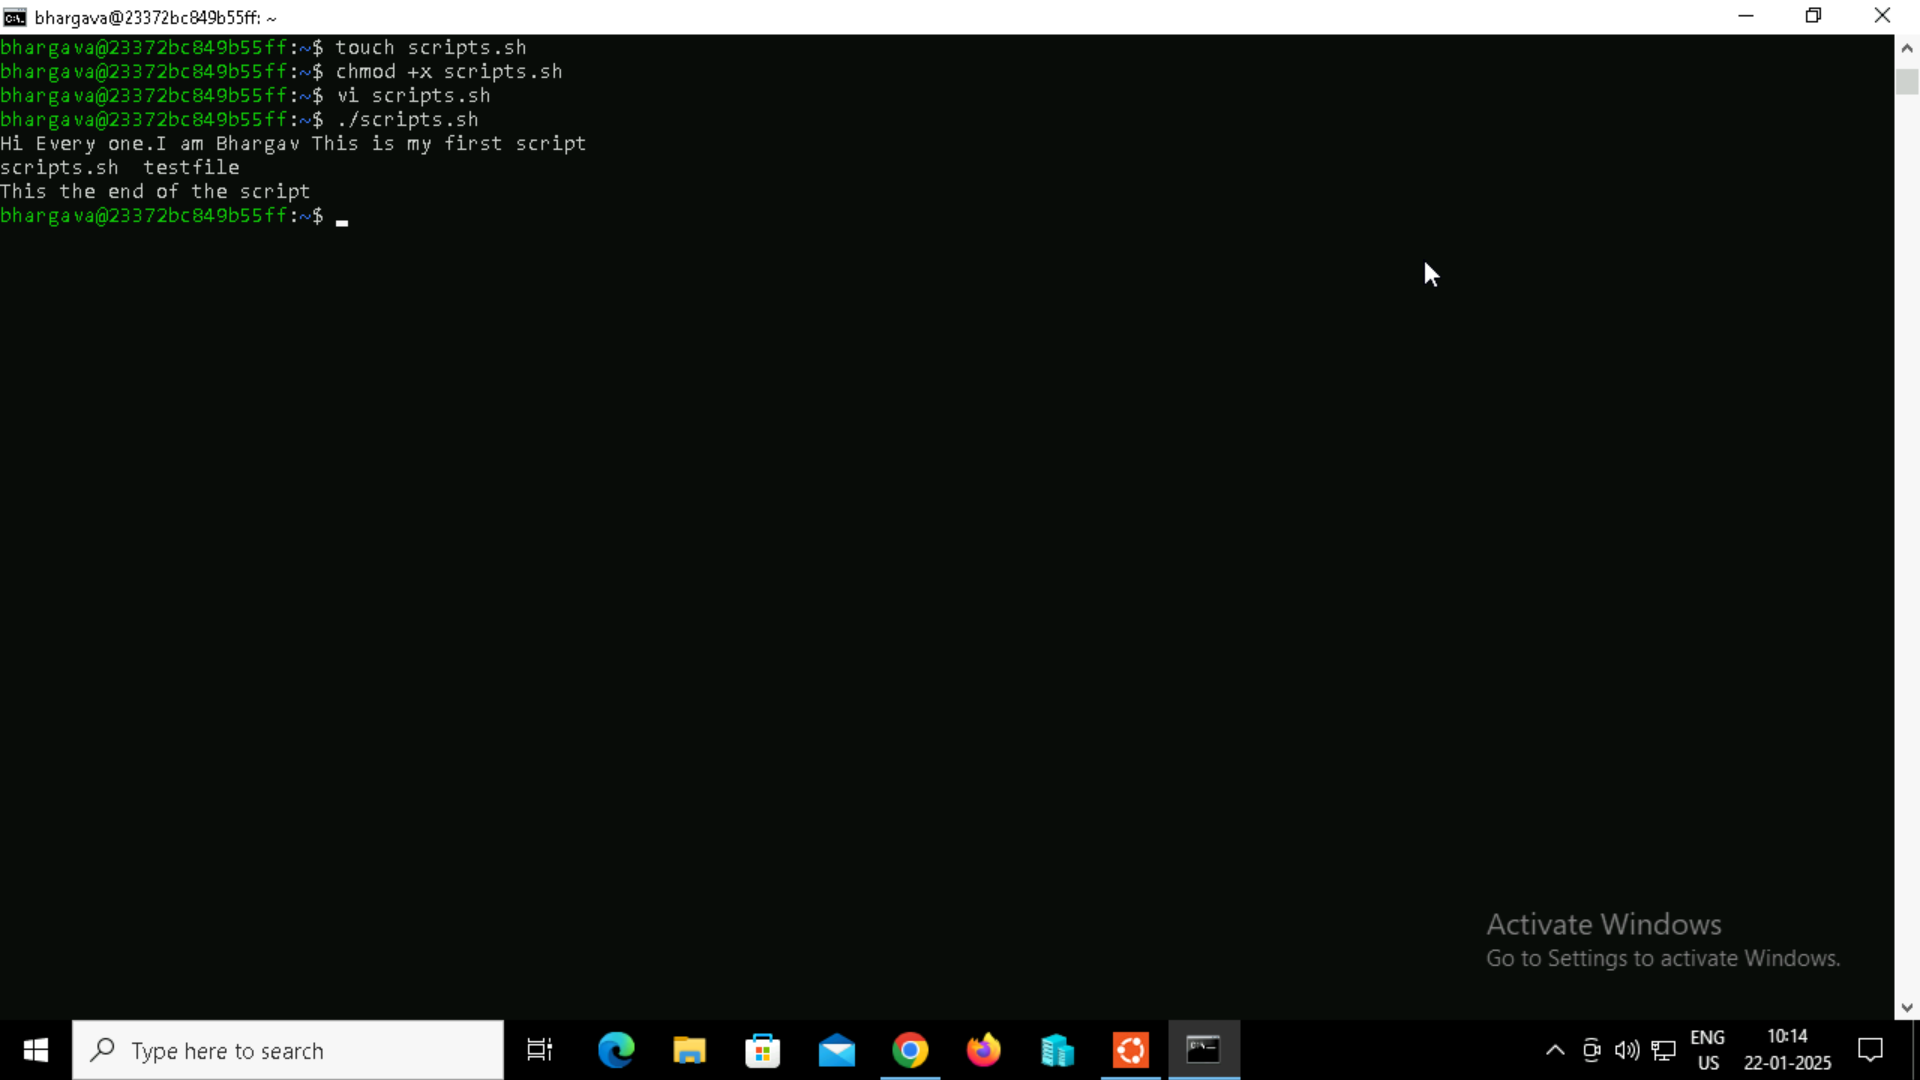 bhargava@23372bc849b55ff: ~
bhargava@23372bc849b55ff:~$ touch scripts.sh
bhargava@23372bc849b55ff:~$ chmod +x scripts.sh
bhargava@23372bc849b55ff:~$ vi scripts.sh
bhargava@23372bc849b55ff:~$ ./scripts.sh
Hi Every one.I am Bhargav This is my first script
scripts.sh  testfile
This the end of the script
bhargava@23372bc849b55ff:~$
Activate Windows
Go to Settings to activate Windows.
Type here to search
ENG
US
10:14
22-01-2025